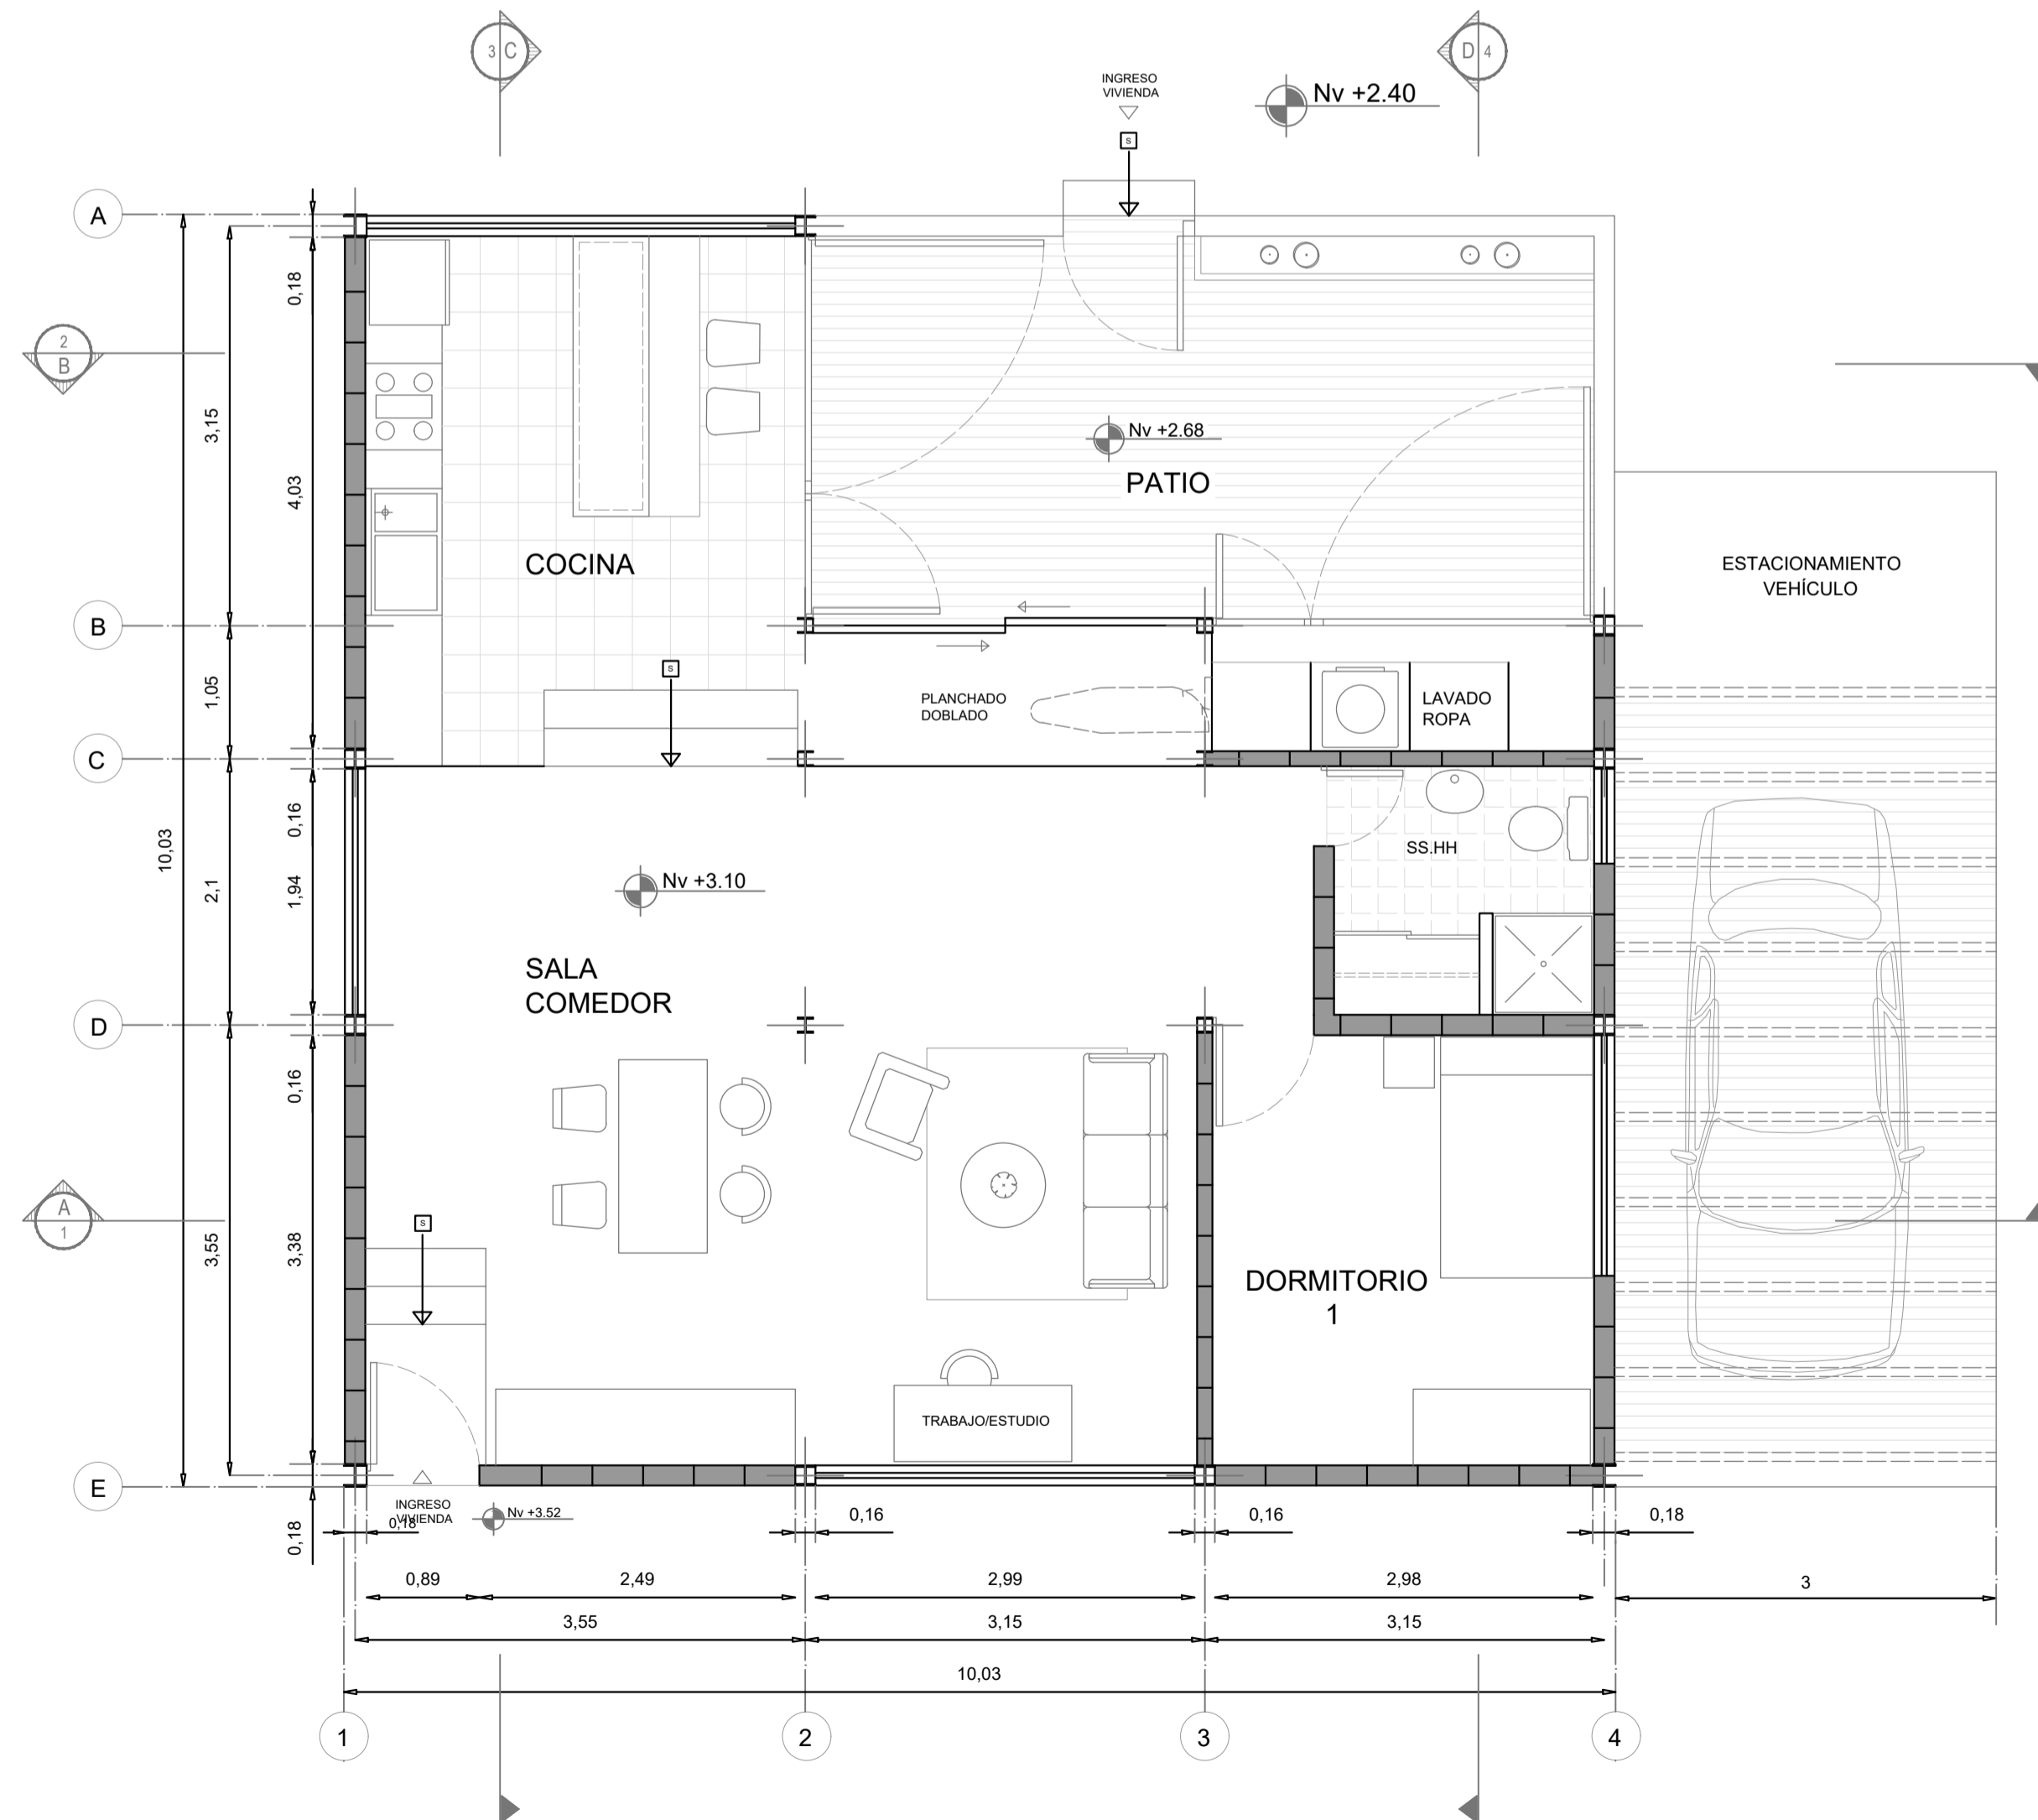 3 C
D 4
INGRESO
VIVIENDA
Nv +2.40
S
A
0,18
2
B
3,15
Nv +2.68
PATIO
4,03
COCINA
ESTACIONAMIENTO
VEHÍCULO
B
S
1,05
PLANCHADO
DOBLADO
LAVADO
ROPA
C
0,16
10,03
SS.HH
2,1
1,94
Nv +3.10
SALA
COMEDOR
D
0,16
A
1
S
3,55
3,38
DORMITORIO
1
TRABAJO/ESTUDIO
E
INGRESO
VIVIENDA
Nv +3.52
0,18
0,18
0,16
0,16
0,18
0,89
2,49
2,99
2,98
3
3,55
3,15
3,15
10,03
1
2
3
4